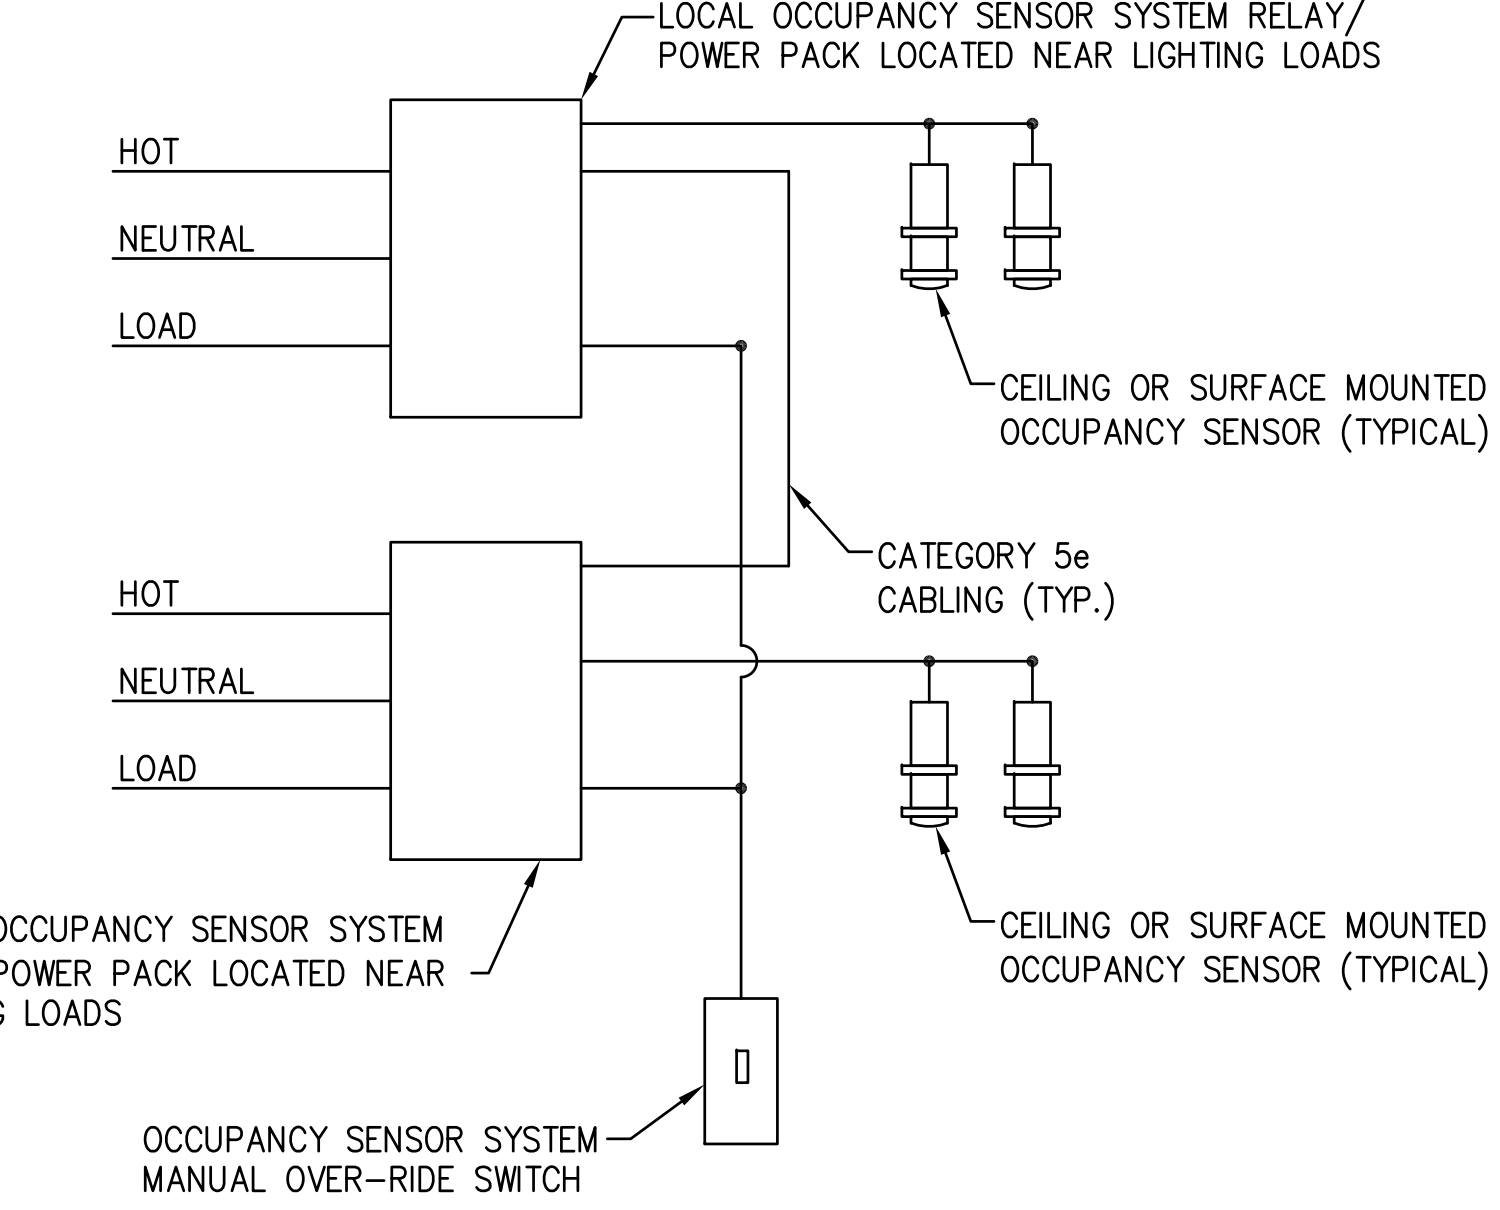 LOCAL OCCUPANCY SENSOR SYSTEM RELAY/
POWER PACK LOCATED NEAR LIGHTING LOADS
HOT
NEUTRAL
LOAD
CEILING OR SURFACE MOUNTED
OCCUPANCY SENSOR (TYPICAL)
CATEGORY 5e
CABLING (TYP.)
HOT
NEUTRAL
LOAD
OCCUPANCY SENSOR SYSTEM
POWER PACK LOCATED NEAR
G LOADS
CEILING OR SURFACE MOUNTED
OCCUPANCY SENSOR (TYPICAL)
OCCUPANCY SENSOR SYSTEM
MANUAL OVER-RIDE SWITCH